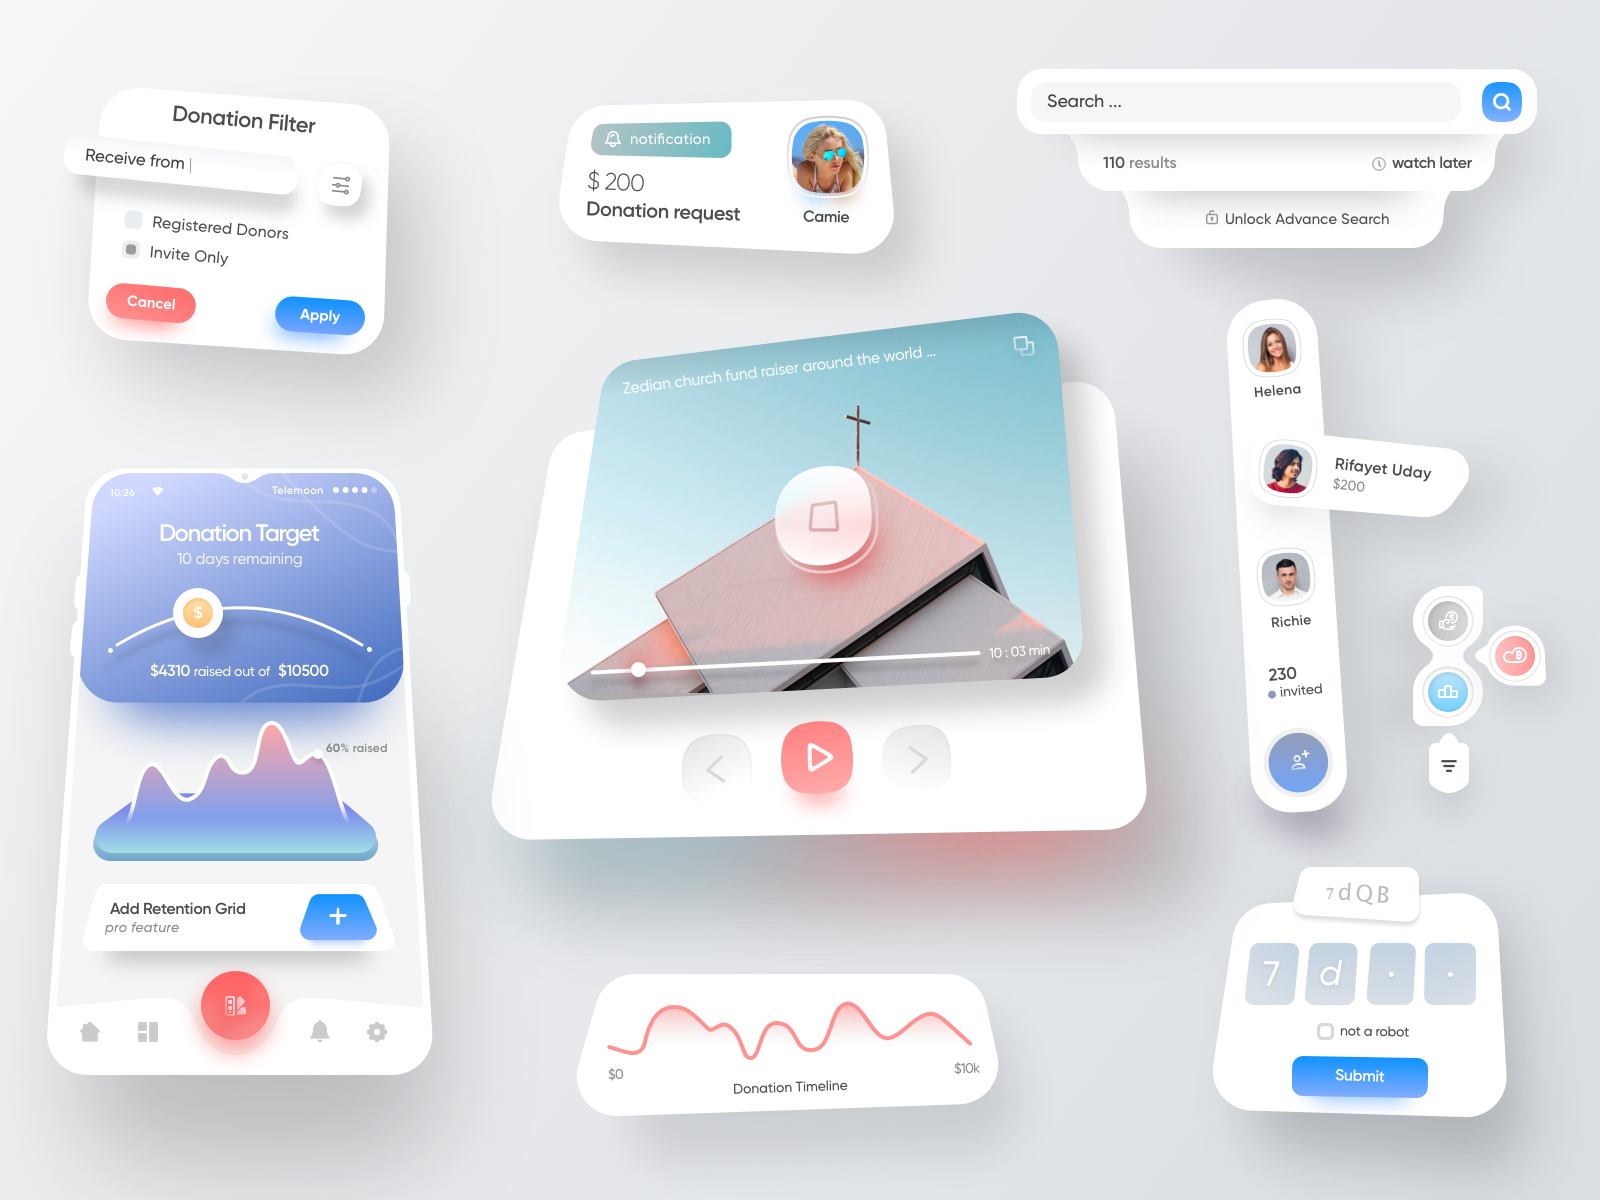 Donation Filter
Receive from
Registered Donors
Invite Only
Cancel
Apply
notification
$ 200
Donation request
Camie
Search ...
110 results
watch later
Unlock Advance Search
Zedian church fund raiser around the world ...
10 : 03 min
Helena
Rifayet Uday
$200
Richie
230
invited
10:26
Telemoon
Donation Target
10 days remaining
$
$4310 raised out of $10500
60% raised
Add Retention Grid
pro feature
$0
$10k
Donation Timeline
7dQB
7 d · ·
not a robot
Submit